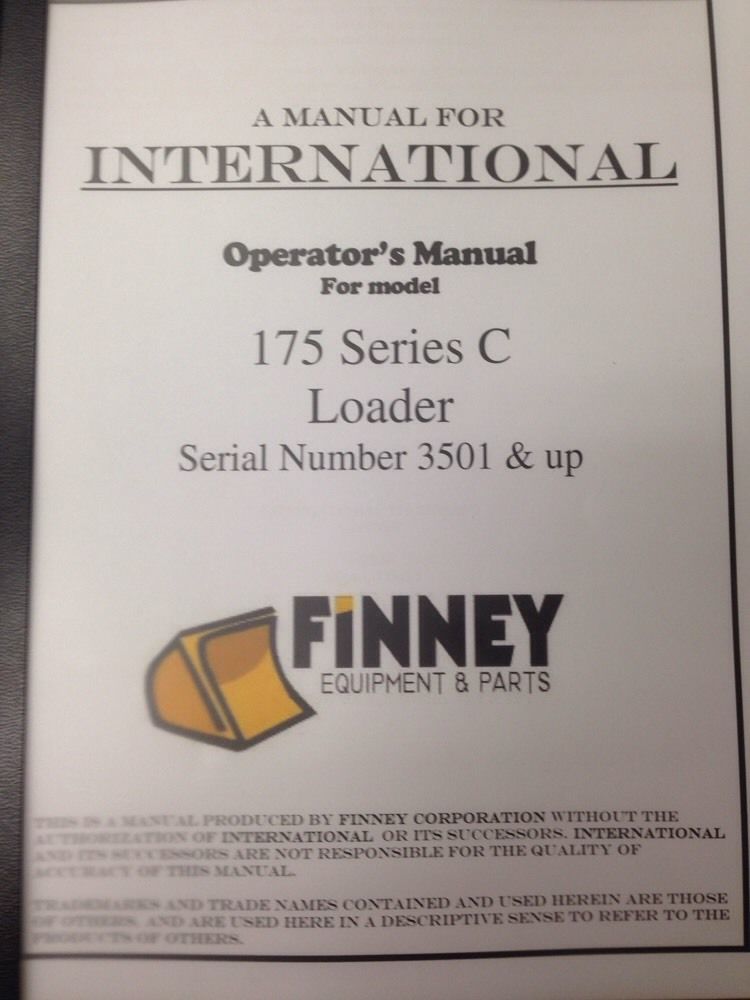 A MANUAL FOR
INTERNATIONAL
Operator's Manual
For model
175 Series C
Loader
Serial Number 3501 & up
FiNNEY
EQUIPMENT & PARTS
THIS IS A MANUAL PRODUCED BY FINNEY CORPORATION WITHOUT THE
AUTHORIZATION OF INTERNATIONAL OR ITS SUCCESSORS. INTERNATIONAL
AND ITS SUCCESSORS ARE NOT RESPONSIBLE FOR THE QUALITY OF
ACCURACY OF THIS MANUAL.
TRADEMARKS AND TRADE NAMES CONTAINED AND USED HEREIN ARE THOSE
OF OTHERS, AND ARE USED HERE IN A DESCRIPTIVE SENSE TO REFER TO THE
PRODUCTS OF OTHERS.